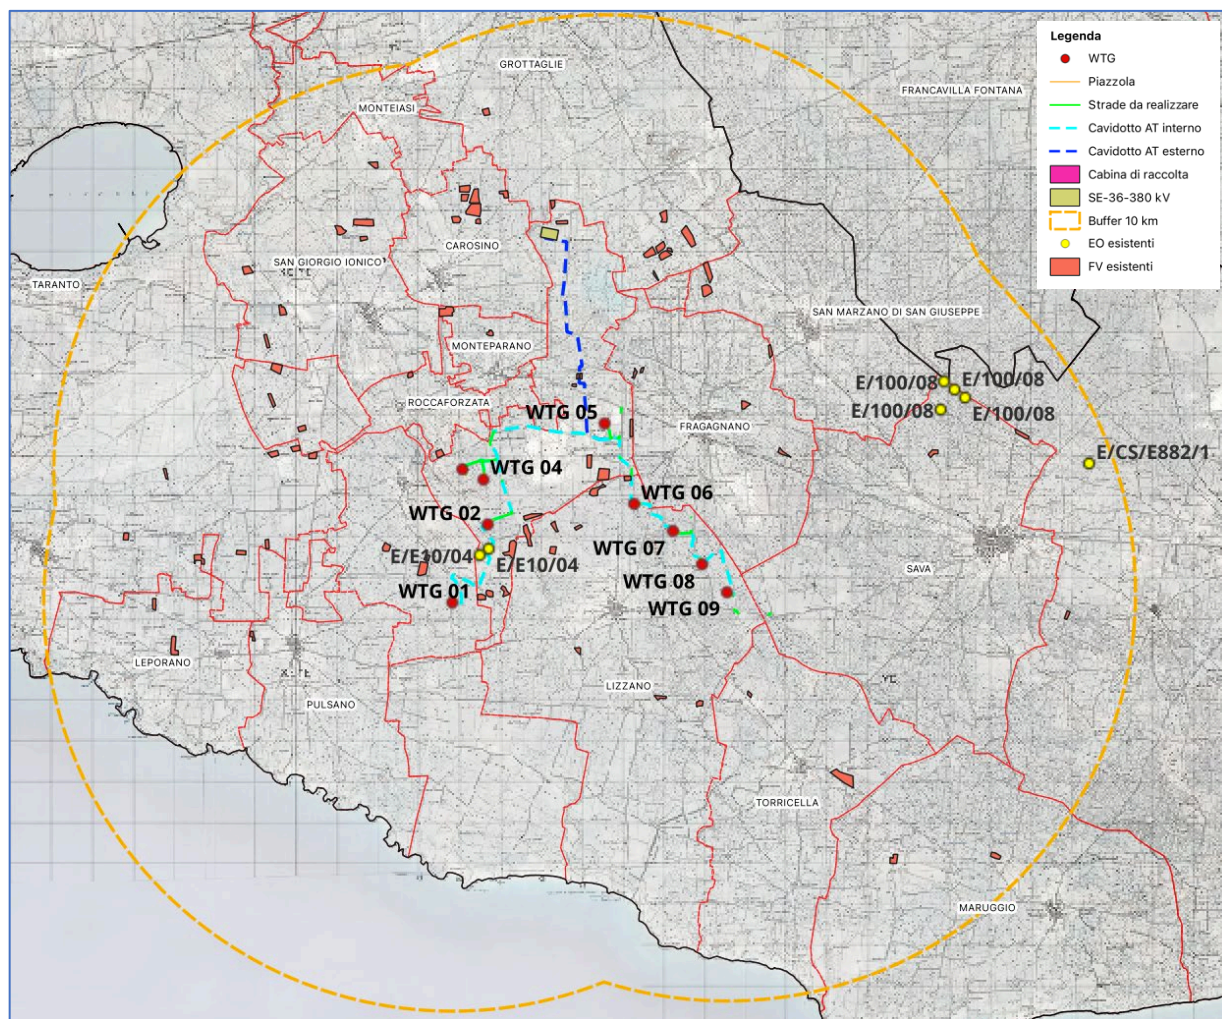 Legenda
WTG
Piazzola
Strade da realizzare
Cavidotto AT interno
Cavidotto AT esterno
Cabina di raccolta
SE-36-380 kV
Buffer 10 km
EO esistenti
FV esistenti
GROTTAGLIE
FRANCAVILLA FONTANA
MONTEIASI
CAROSINO
SAN GIORGIO IONICO
TARANTO
SAN MARZANO DI SAN GIUSEPPE
MONTEPARANO
E/100/08
E/100/08
ROCCAFORZATA
WTG 05
E/100/08
E/100/08
FRAGAGNANO
E/CS/E882/1
WTG 04
WTG 06
WTG 02
WTG 07
E/E10/04
E/E10/04
SAVA
WTG 08
WTG 01
WTG 09
LEPORANO
LIZZANO
PULSANO
TORRICELLA
MARUGGIO